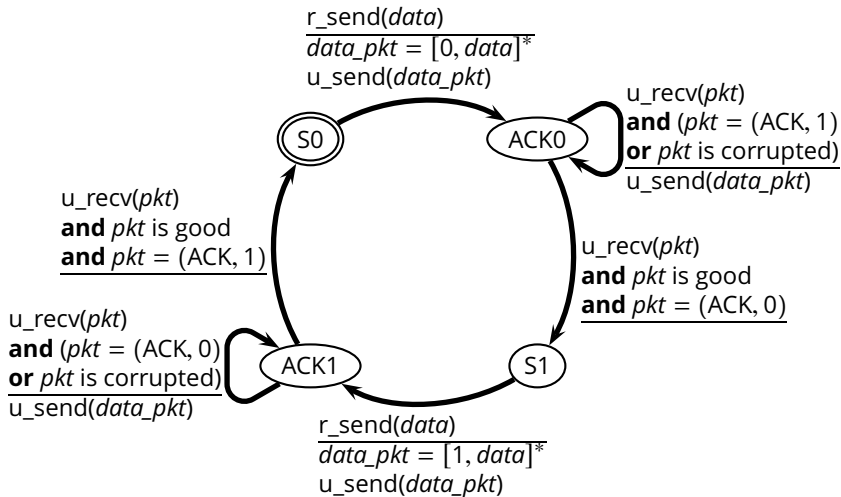 r_send(data)
data_pkt = [0, data]*
u_send(data_pkt)
S0
ACK0
u_recv(pkt)
and (pkt = (ACK, 1)
or pkt is corrupted)
u_send(data_pkt)
u_recv(pkt)
and pkt is good
and pkt = (ACK, 1)
u_recv(pkt)
and pkt is good
and pkt = (ACK, 0)
u_recv(pkt)
and (pkt = (ACK, 0)
or pkt is corrupted)
u_send(data_pkt)
ACK1
S1
r_send(data)
data_pkt = [1, data]*
u_send(data_pkt)